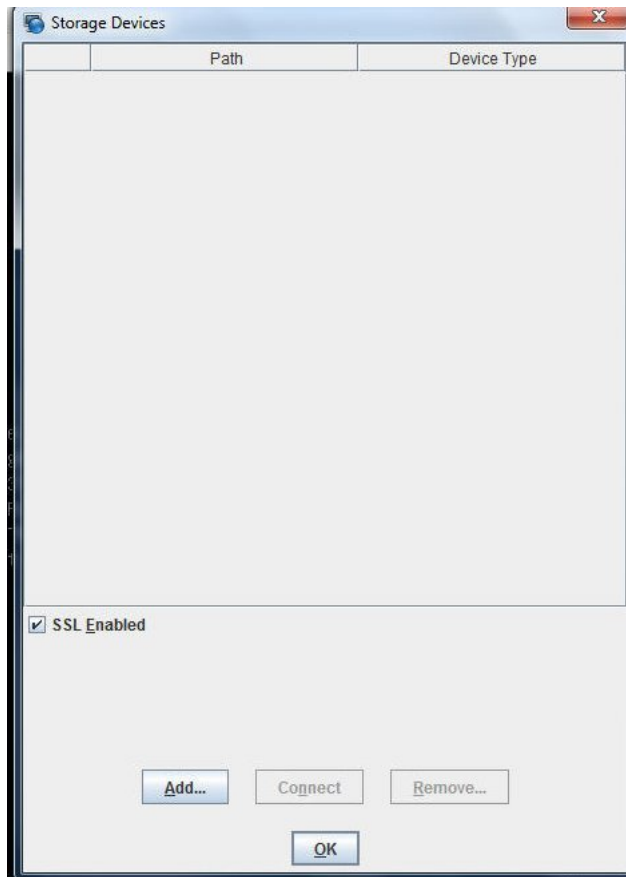 Storage Devices
Path Device Type
SSL Enabled
Add... Connect Remove...
OK